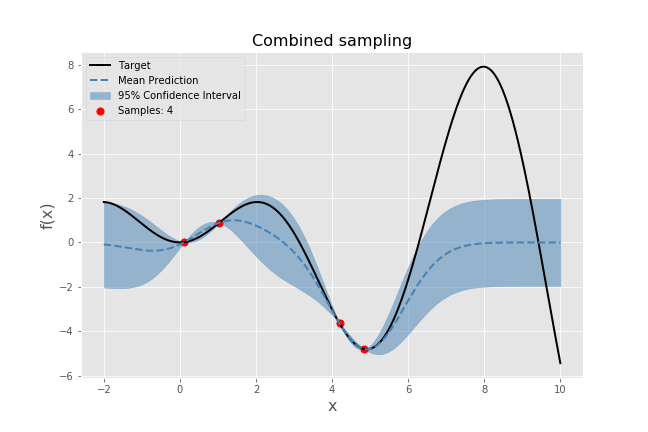 Combined sampling
Target
Mean Prediction
95% Confidence Interval
Samples: 4
f(x)
8
6
4
2
0
−2
−4
−6
−2 0 2 4 6 8 10
x